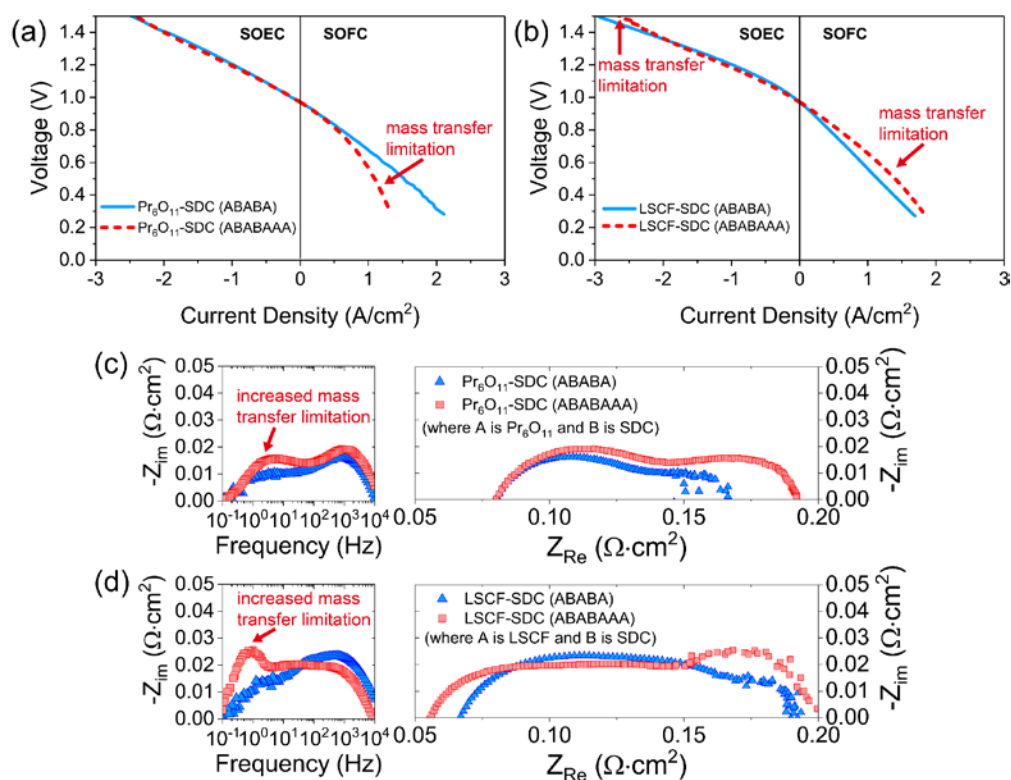 (a)
SOEC
SOFC
1.4
1.2
1.0
0.8
0.6
0.4
0.2
0.0
Voltage (V)
mass transfer
limitation
Pr₆O₁₁-SDC (ABABA)
Pr₆O₁₁-SDC (ABABAAA)
-3 -2 -1 0 1 2 3
Current Density (A/cm²)
(b)
SOEC
SOFC
1.4
1.2
1.0
0.8
0.6
0.4
0.2
0.0
Voltage (V)
mass transfer
limitation
mass transfer
limitation
LSCF-SDC (ABABA)
LSCF-SDC (ABABAAA)
-3 -2 -1 0 1 2 3
Current Density (A/cm²)
(c)
0.05
0.04
0.03
0.02
0.01
0.00
-Zᵢₘ (Ω·cm²)
increased mass
transfer limitation
10⁻¹ 10⁰ 10¹ 10² 10³ 10⁴
Frequency (Hz)
Pr₆O₁₁-SDC (ABABA)
Pr₆O₁₁-SDC (ABABAAA)
(where A is Pr₆O₁₁ and B is SDC)
0.05 0.10 0.15 0.20
Z_Re (Ω·cm²)
0.05
0.04
0.03
0.02
0.01
0.00
-Zᵢₘ (Ω·cm²)
(d)
0.05
0.04
0.03
0.02
0.01
0.00
-Zᵢₘ (Ω·cm²)
increased mass
transfer limitation
10⁻¹ 10⁰ 10¹ 10² 10³ 10⁴
Frequency (Hz)
LSCF-SDC (ABABA)
LSCF-SDC (ABABAAA)
(where A is LSCF and B is SDC)
0.05 0.10 0.15 0.20
Z_Re (Ω·cm²)
0.05
0.04
0.03
0.02
0.01
0.00
-Zᵢₘ (Ω·cm²)